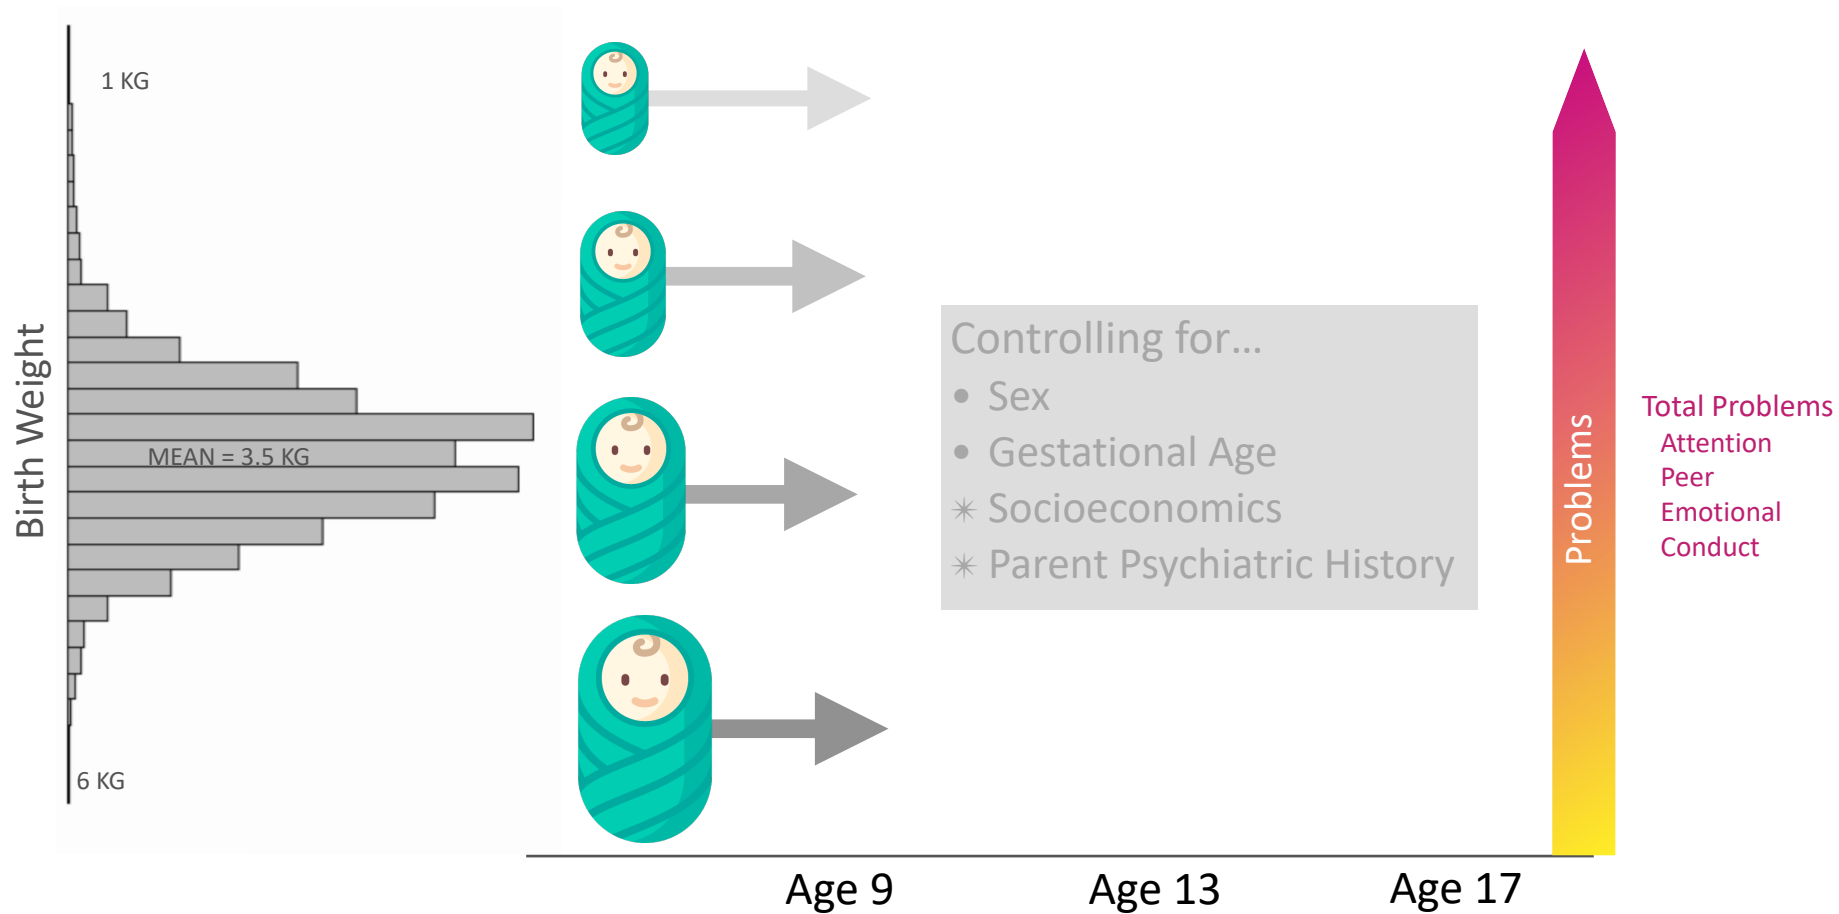 Birth Weight
1 KG
MEAN = 3.5 KG
6 KG
Controlling for...
• Sex
• Gestational Age
✴ Socioeconomics
✴ Parent Psychiatric History
Problems
Total Problems
Attention
Peer
Emotional
Conduct
Age 9
Age 13
Age 17